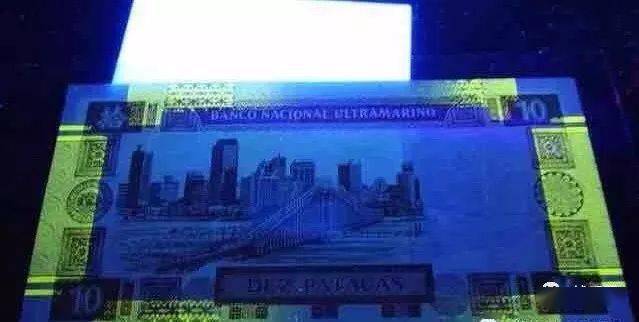 BANCO NACIONAL ULTRAMARINO
拾
10
DEZ PATACAS
10